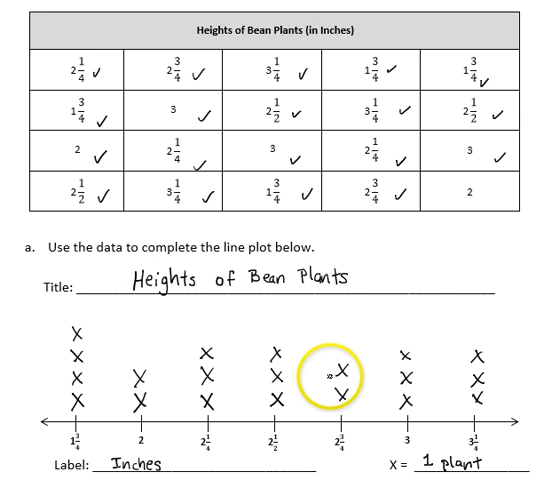 Heights of Bean Plants (in Inches)
2 1/4 ✓ 2 3/4 ✓ 3 1/4 ✓ 1 3/4 ✓ 1 3/4 ✓
1 3/4 ✓ 3 ✓ 2 1/2 ✓ 3 1/4 ✓ 2 1/2 ✓
2 ✓ 2 1/4 ✓ 3 ✓ 2 1/4 ✓ 3 ✓
2 1/2 ✓ 3 1/4 ✓ 1 3/4 ✓ 2 3/4 ✓ 2
a. Use the data to complete the line plot below.
Title: Heights of Bean Plants
X
X X X X X
X X X X X X X
X X X X X X X
1 3/4 2 2 1/4 2 1/2 2 3/4 3 3 1/4
Label: Inches X = 1 plant